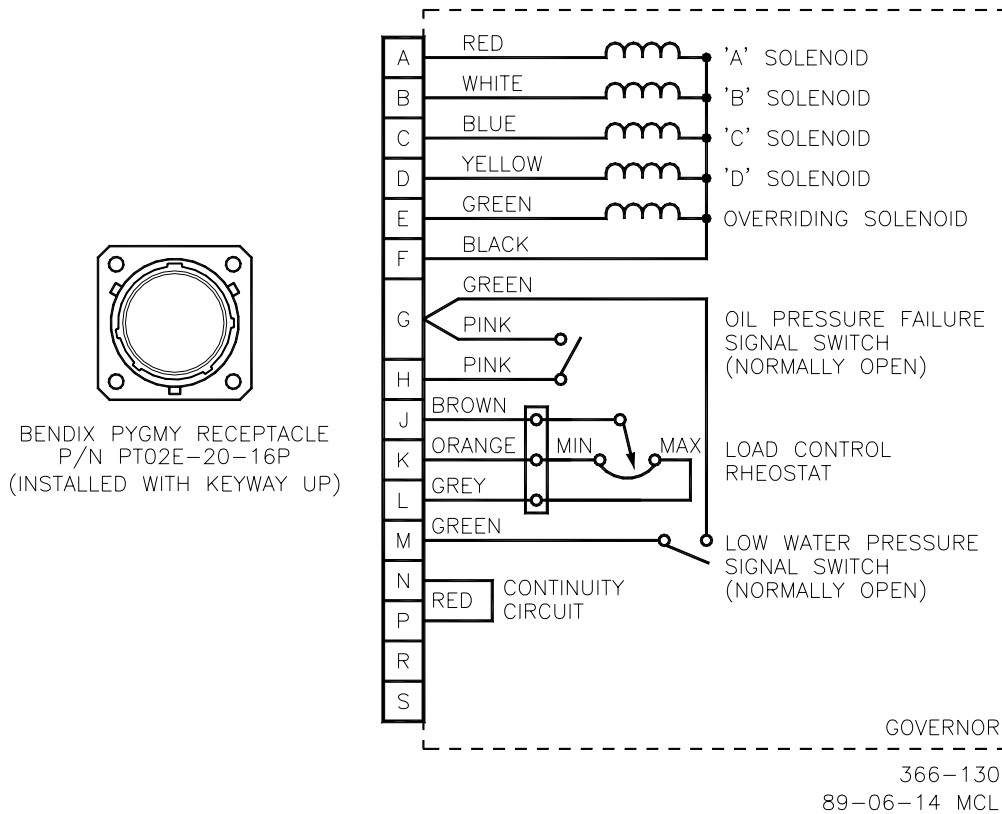 A
RED
'A' SOLENOID
B
WHITE
'B' SOLENOID
C
BLUE
'C' SOLENOID
D
YELLOW
'D' SOLENOID
E
GREEN
OVERRIDING SOLENOID
F
BLACK
G
GREEN
PINK
OIL PRESSURE FAILURE
SIGNAL SWITCH
(NORMALLY OPEN)
H
PINK
J
BROWN
K
ORANGE
MIN
MAX
LOAD CONTROL
RHEOSTAT
L
GREY
M
GREEN
LOW WATER PRESSURE
SIGNAL SWITCH
(NORMALLY OPEN)
N
P
RED
CONTINUITY
CIRCUIT
R
S
BENDIX PYGMY RECEPTACLE
P/N PT02E-20-16P
(INSTALLED WITH KEYWAY UP)
GOVERNOR
366-130
89-06-14 MCL